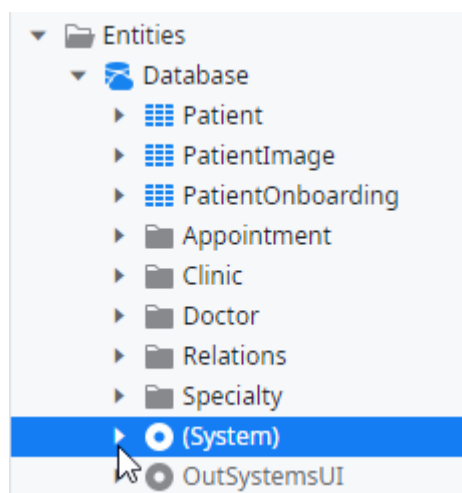 Entities
Database
Patient
PatientImage
PatientOnboarding
Appointment
Clinic
Doctor
Relations
Specialty
(System)
OutSystemsUI